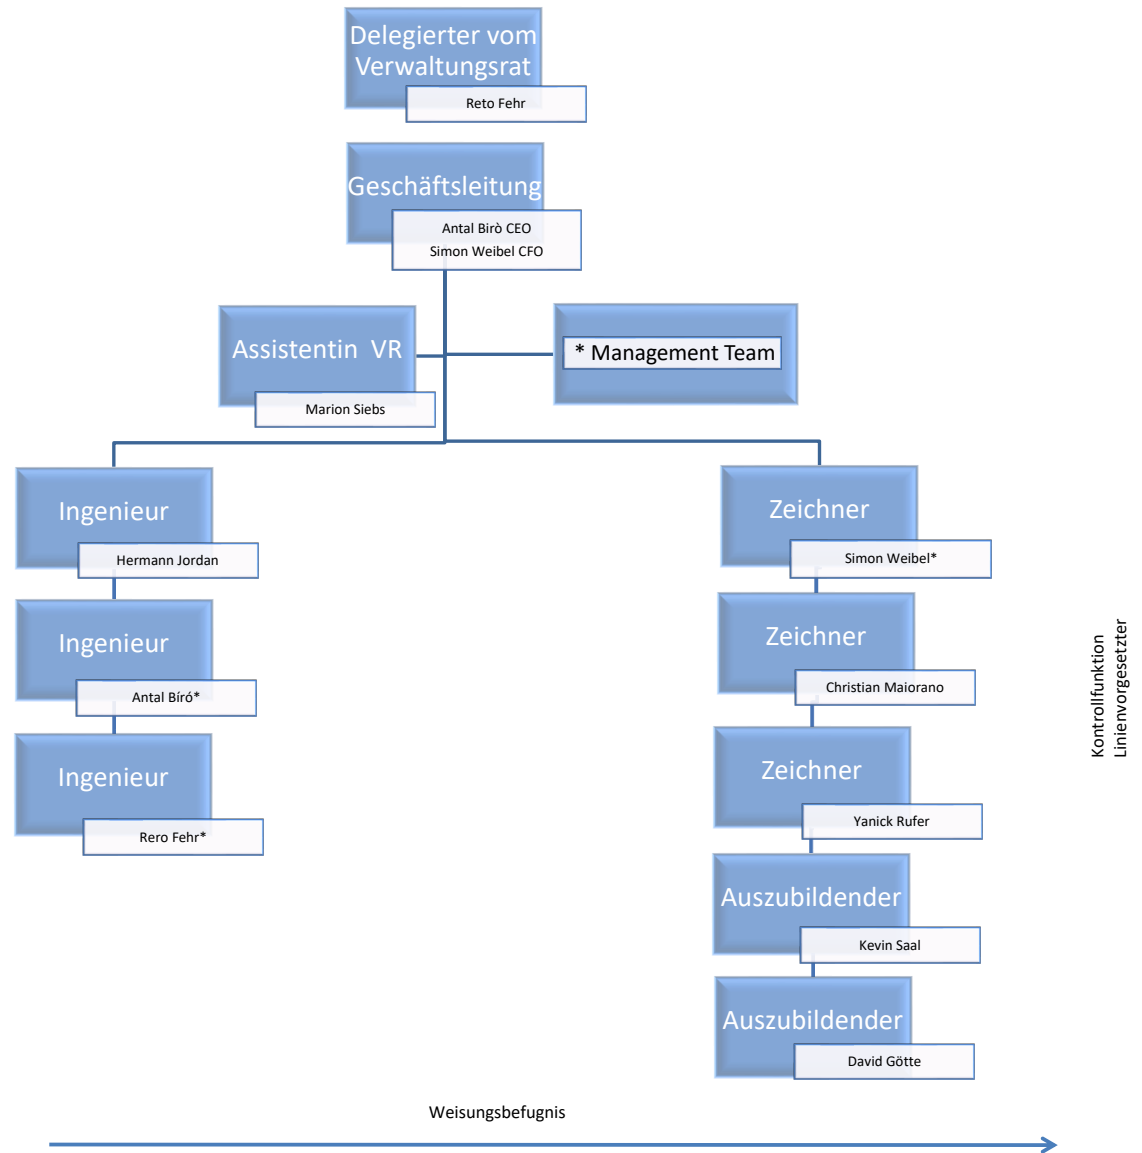 Delegierter vom
Verwaltungsrat
Reto Fehr
Geschäftsleitung
Antal Birò CEO
Simon Weibel CFO
Assistentin VR
Marion Siebs
* Management Team
Ingenieur
Hermann Jordan
Ingenieur
Antal Bíró*
Ingenieur
Rero Fehr*
Zeichner
Simon Weibel*
Zeichner
Christian Maiorano
Zeichner
Yanick Rufer
Auszubildender
Kevin Saal
Auszubildender
David Götte
Kontrollfunktion
Linienvorgesetzter
Weisungsbefugnis